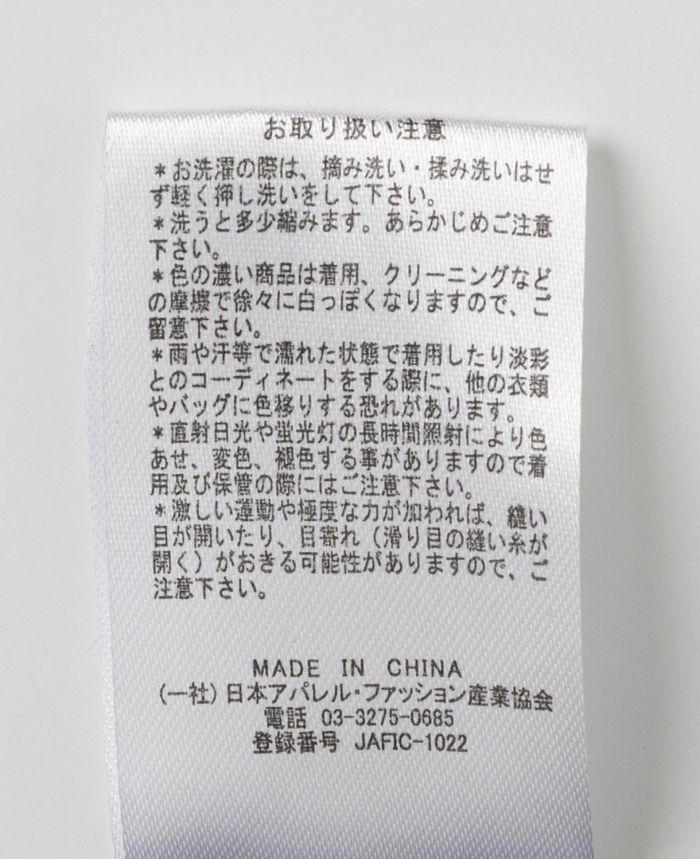 お取り扱い注意
＊お洗濯の際は、摘み洗い・揉み洗いはせ
ず軽く押し洗いをして下さい。
＊洗うと多少縮みます。あらかじめご注意
下さい。
＊色の濃い商品は着用、クリーニングなど
の摩擦で徐々に白っぽくなりますので、ご
留意下さい。
＊雨や汗等で濡れた状態で着用したり淡彩
とのコーディネートをする際に、他の衣類
やバッグに色移りする恐れがあります。
＊直射日光や蛍光灯の長時間照射により色
あせ、変色、褪色する事がありますので着
用及び保管の際にはご注意下さい。
＊激しい運動や極度な力が加われば、縫い
目が開いたり、目寄れ（滑り目の縫い糸が
開く）がおきる可能性がありますので、ご
注意下さい。
MADE IN CHINA
(一社)日本アパレル・ファッション産業協会
電話 03-3275-0685
登録番号 JAFIC-1022